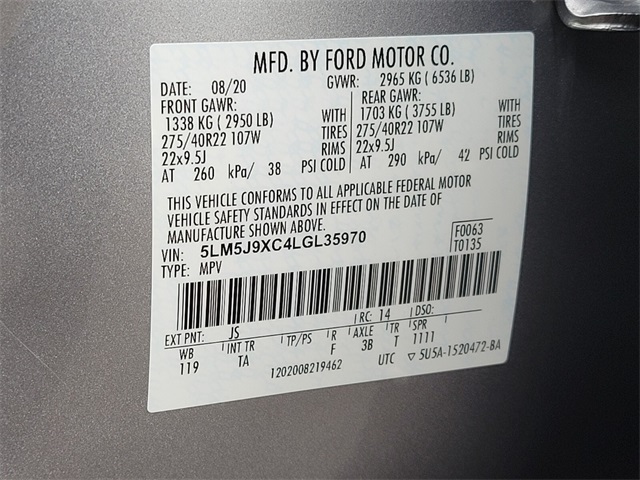 MFD. BY FORD MOTOR CO.
DATE: 08/20 GVWR: 2965 KG ( 6536 LB)
FRONT GAWR: REAR GAWR:
1338 KG ( 2950 LB) WITH 1703 KG ( 3755 LB) WITH
275/40R22 107W TIRES 275/40R22 107W TIRES
22x9.5J RIMS 22x9.5J RIMS
AT 260 kPa/ 38 PSI COLD AT 290 kPa/ 42 PSI COLD
THIS VEHICLE CONFORMS TO ALL APPLICABLE FEDERAL MOTOR
VEHICLE SAFETY STANDARDS IN EFFECT ON THE DATE OF
MANUFACTURE SHOWN ABOVE.
VIN: 5LM5J9XC4LGL35970 F0063
TYPE: MPV T0135
EXT PNT: JS RC: 14 DSO:
WB INT TR TP/PS R AXLE TR SPR
119 TA F 3B T 1111
1202008219462 UTC ▽ 5U5A-1520472-BA